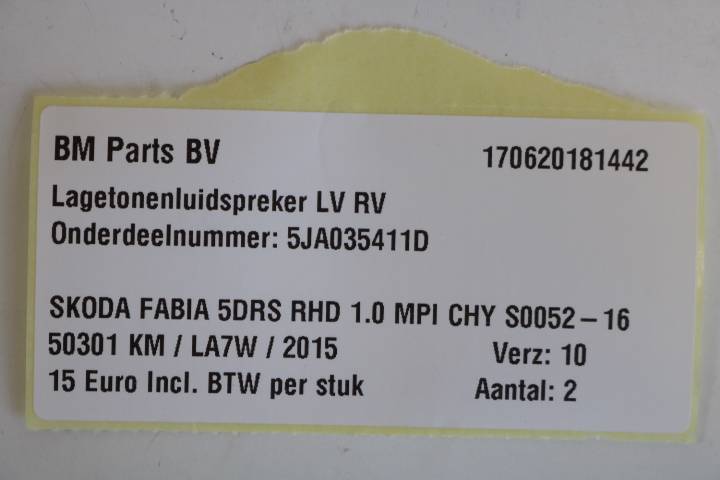 BM Parts BV 170620181442
Lagetonenluidspreker LV RV
Onderdeelnummer: 5JA035411D
SKODA FABIA 5DRS RHD 1.0 MPI CHY S0052-16
50301 KM / LA7W / 2015 Verz: 10
15 Euro Incl. BTW per stuk Aantal: 2